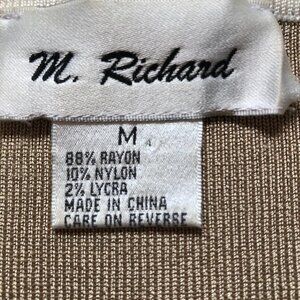 M. Richard
M
88% RAYON
10% NYLON
2% LYCRA
MADE IN CHINA
CARE ON REVERSE